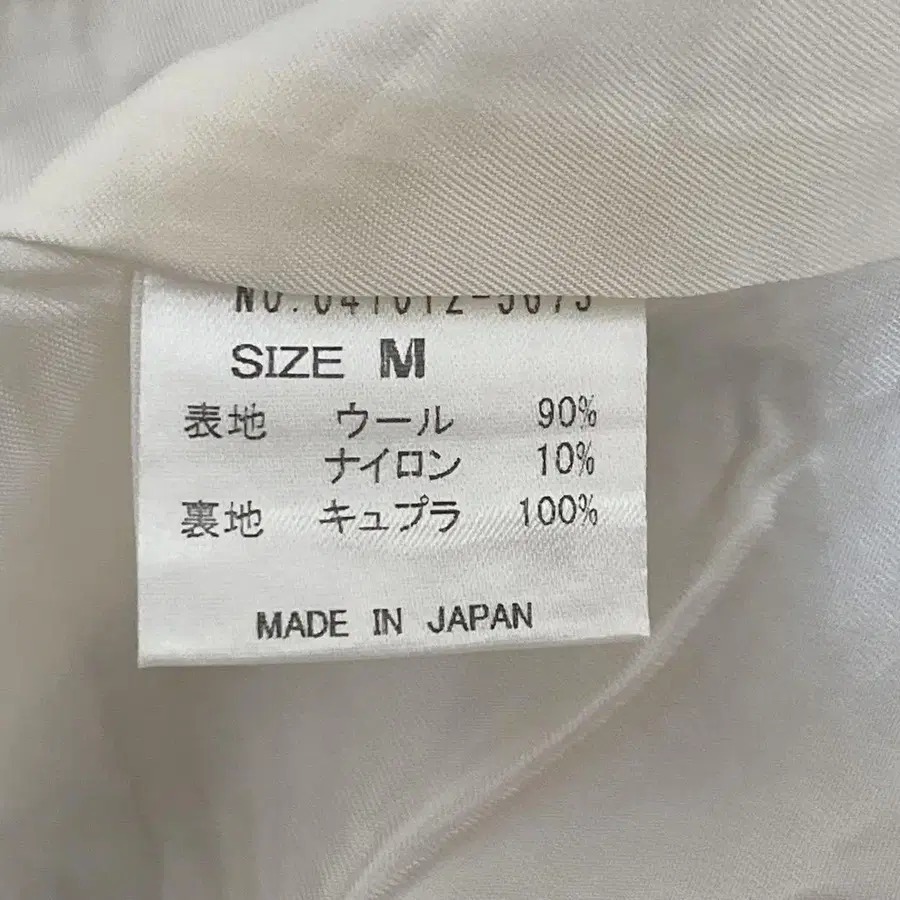 SIZE M
表地 ウール 90%
ナイロン 10%
裏地 キュプラ 100%
MADE IN JAPAN